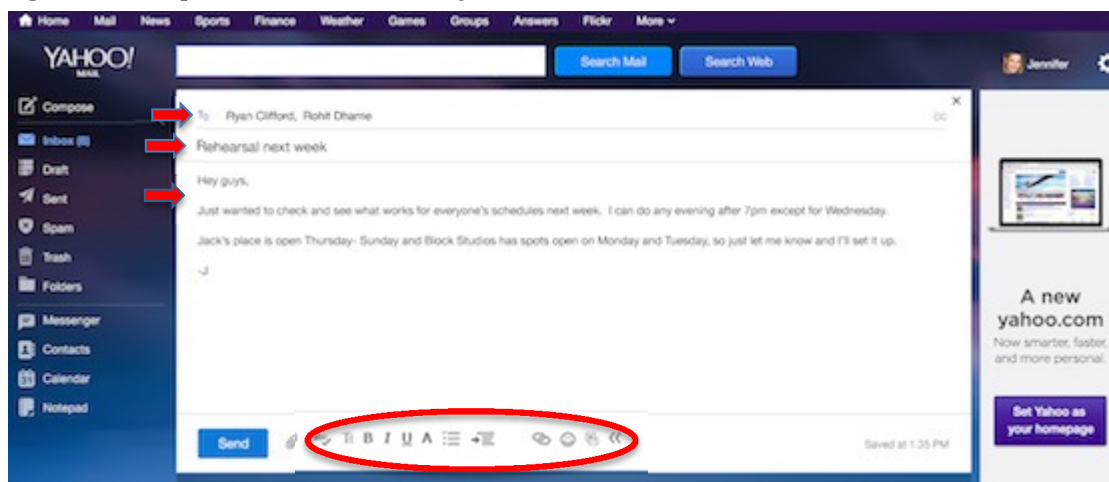 Home Mail News Sports Finance Weather Games Groups Answers Flickr More
YAHOO!
MAIL
Search Mail Search Web
Jennifer
Compose
To Ryan Clifford, Rohit Dhame CC
Inbox (8)
Rehearsal next week
Draft
Hey guys,
Sent
Just wanted to check and see what works for everyone's schedules next week. I can do any evening after 7pm except for Wednesday.
Spam
Jack's place is open Thursday- Sunday and Block Studios has spots open on Monday and Tuesday, so just let me know and I'll set it up.
Trash
-J
Folders
Messenger
Contacts
Calendar
Notepad
Send
Tt B I U A
Saved at 1:35 PM
A new
yahoo.com
Now smarter, faster,
and more personal.
Set Yahoo as
your homepage